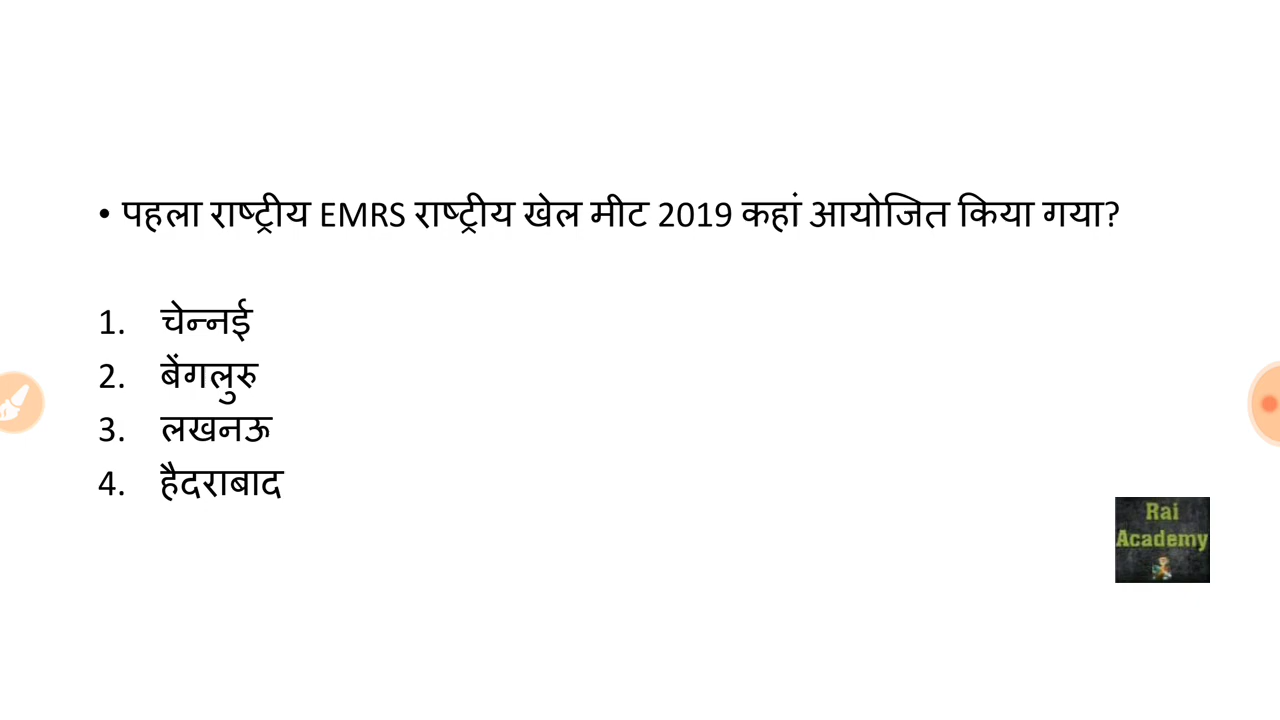 • पहला राष्ट्रीय EMRS राष्ट्रीय खेल मीट 2019 कहां आयोजित किया गया?
1. चेन्नई
2. बेंगलुरु
3. लखनऊ
4. हैदराबाद
Rai
Academy